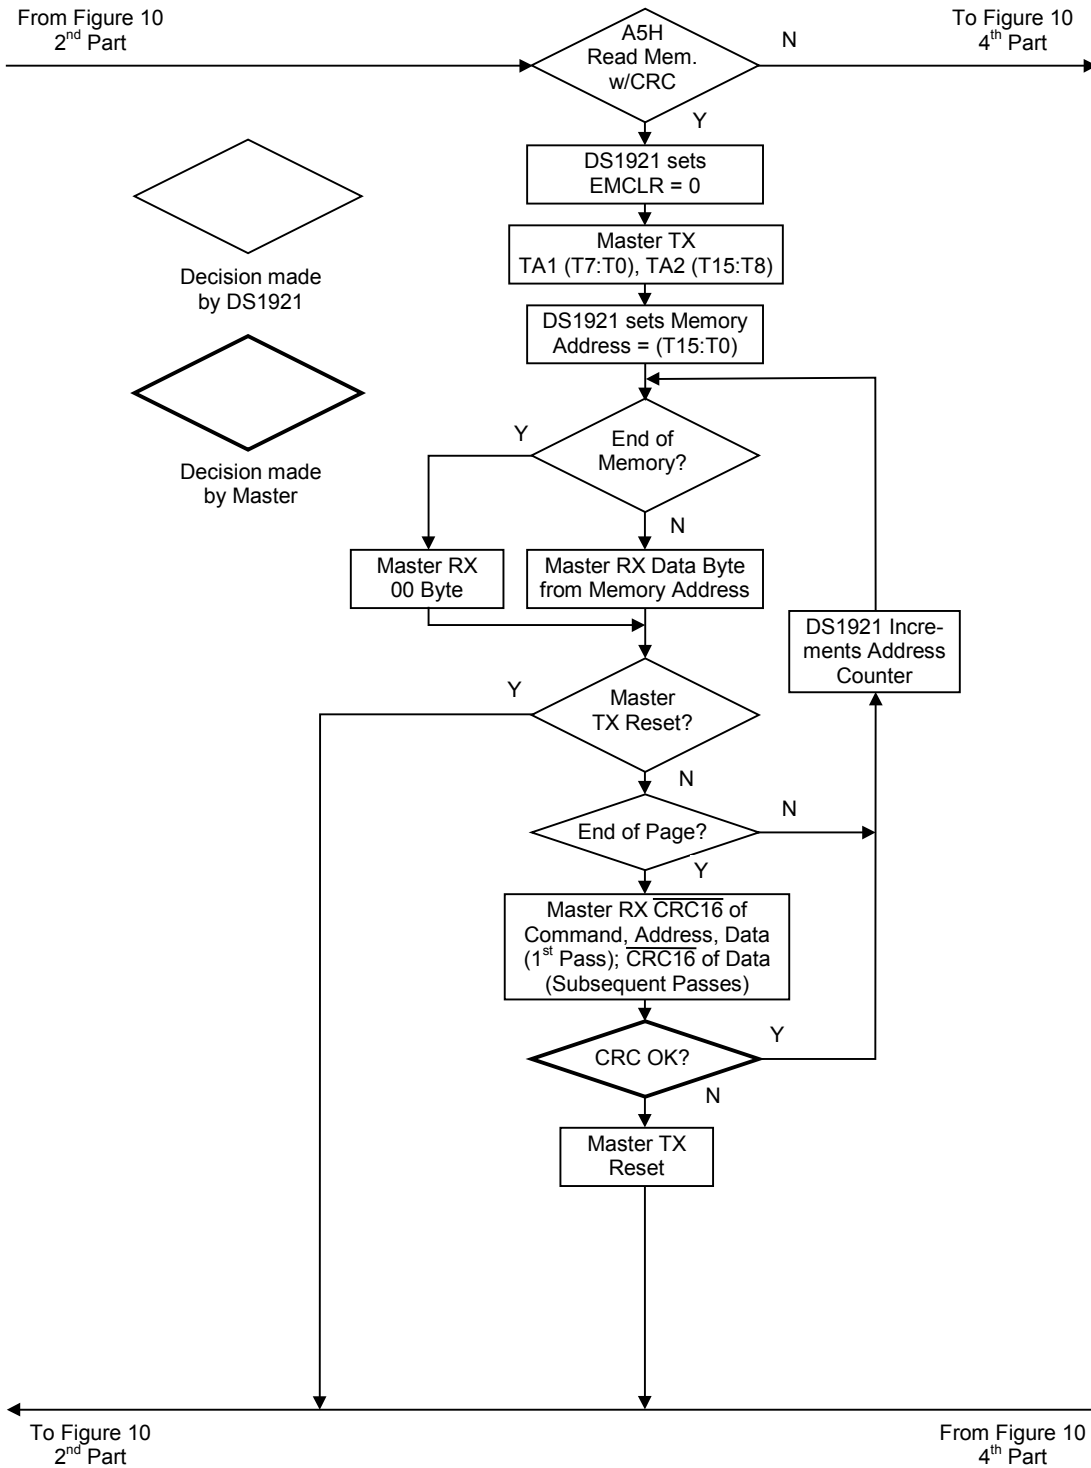 From Figure 10
2nd Part
To Figure 10
4th Part
A5H
Read Mem.
w/CRC
N
Y
DS1921 sets
EMCLR = 0
Master TX
TA1 (T7:T0), TA2 (T15:T8)
Decision made
by DS1921
DS1921 sets Memory
Address = (T15:T0)
Decision made
by Master
End of
Memory?
Y
N
Master RX
00 Byte
Master RX Data Byte
from Memory Address
DS1921 Incre-
ments Address
Counter
Master
TX Reset?
Y
N
End of Page?
N
Y
Master RX CRC16 of
Command, Address, Data
(1st Pass); CRC16 of Data
(Subsequent Passes)
CRC OK?
Y
N
Master TX
Reset
To Figure 10
2nd Part
From Figure 10
4th Part